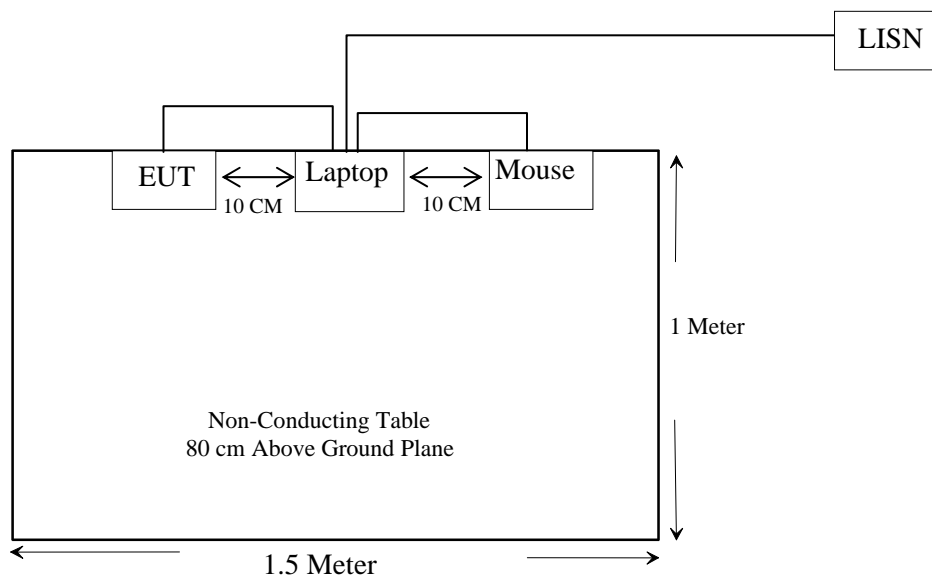 LISN
EUT
Laptop
Mouse
10 CM
10 CM
1 Meter
Non-Conducting Table
80 cm Above Ground Plane
1.5 Meter